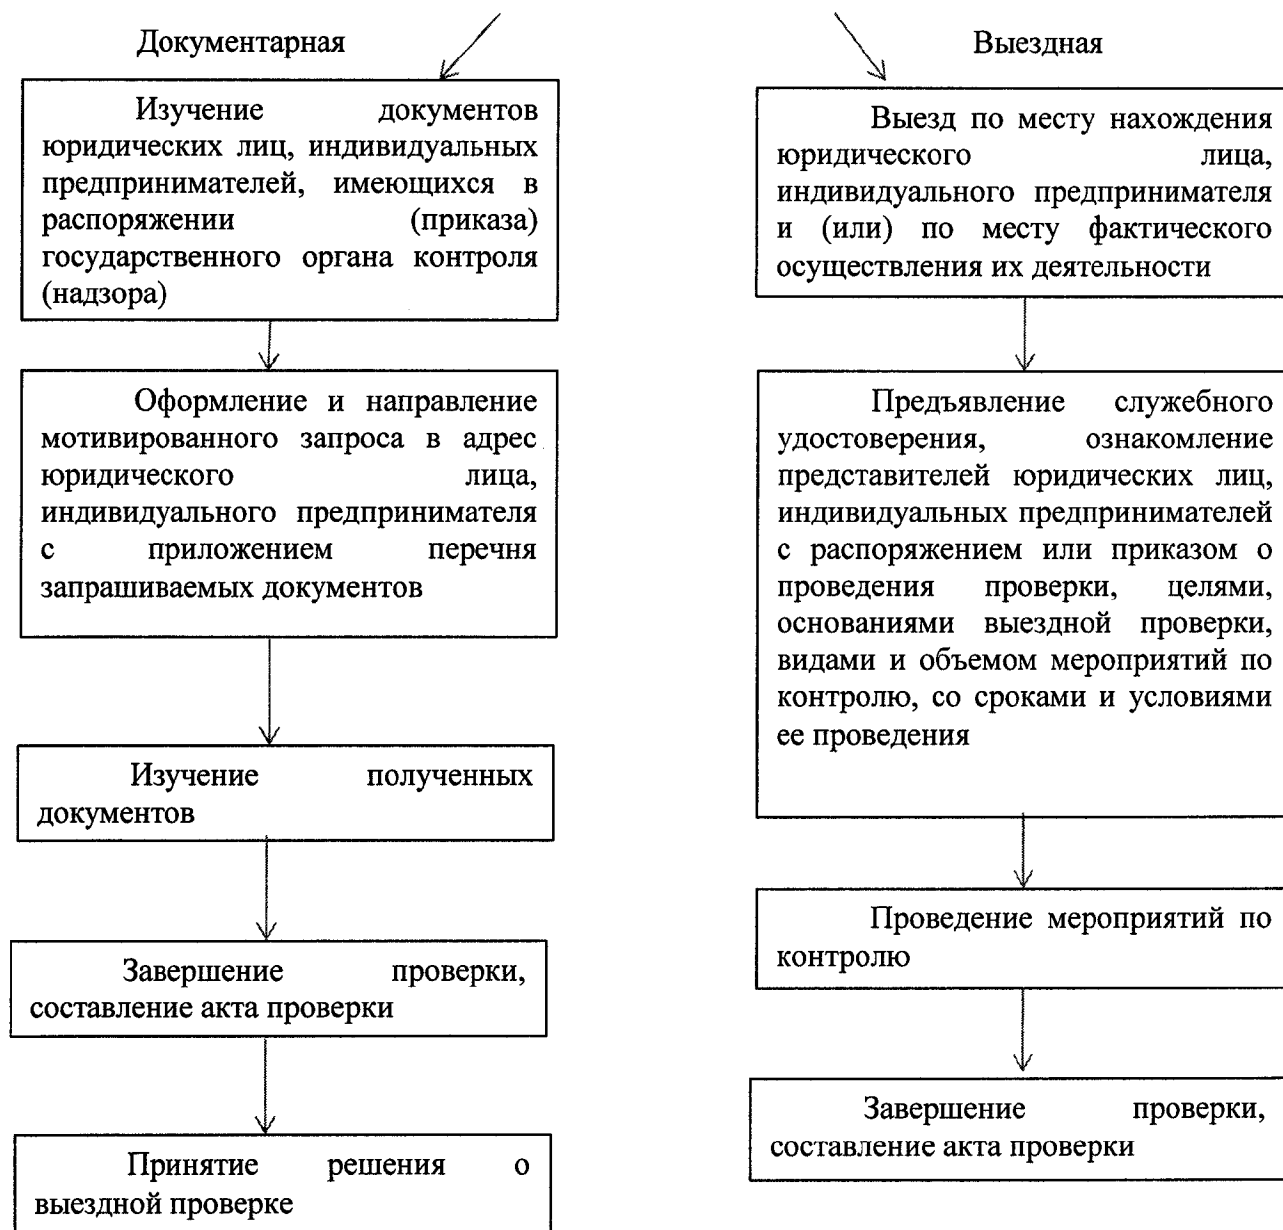 Документарная
Изучение документов
юридических лиц, индивидуальных
предпринимателей, имеющихся в
распоряжении (приказа)
государственного органа контроля
(надзора)
Оформление и направление
мотивированного запроса в адрес
юридического лица,
индивидуального предпринимателя
с приложением перечня
запрашиваемых документов
Изучение полученных
документов
Завершение проверки,
составление акта проверки
Принятие решения о
выездной проверке
Выездная
Выезд по месту нахождения
юридического лица,
индивидуального предпринимателя
и (или) по месту фактического
осуществления их деятельности
Предъявление служебного
удостоверения, ознакомление
представителей юридических лиц,
индивидуальных предпринимателей
с распоряжением или приказом о
проведения проверки, целями,
основаниями выездной проверки,
видами и объемом мероприятий по
контролю, со сроками и условиями
ее проведения
Проведение мероприятий по
контролю
Завершение проверки,
составление акта проверки